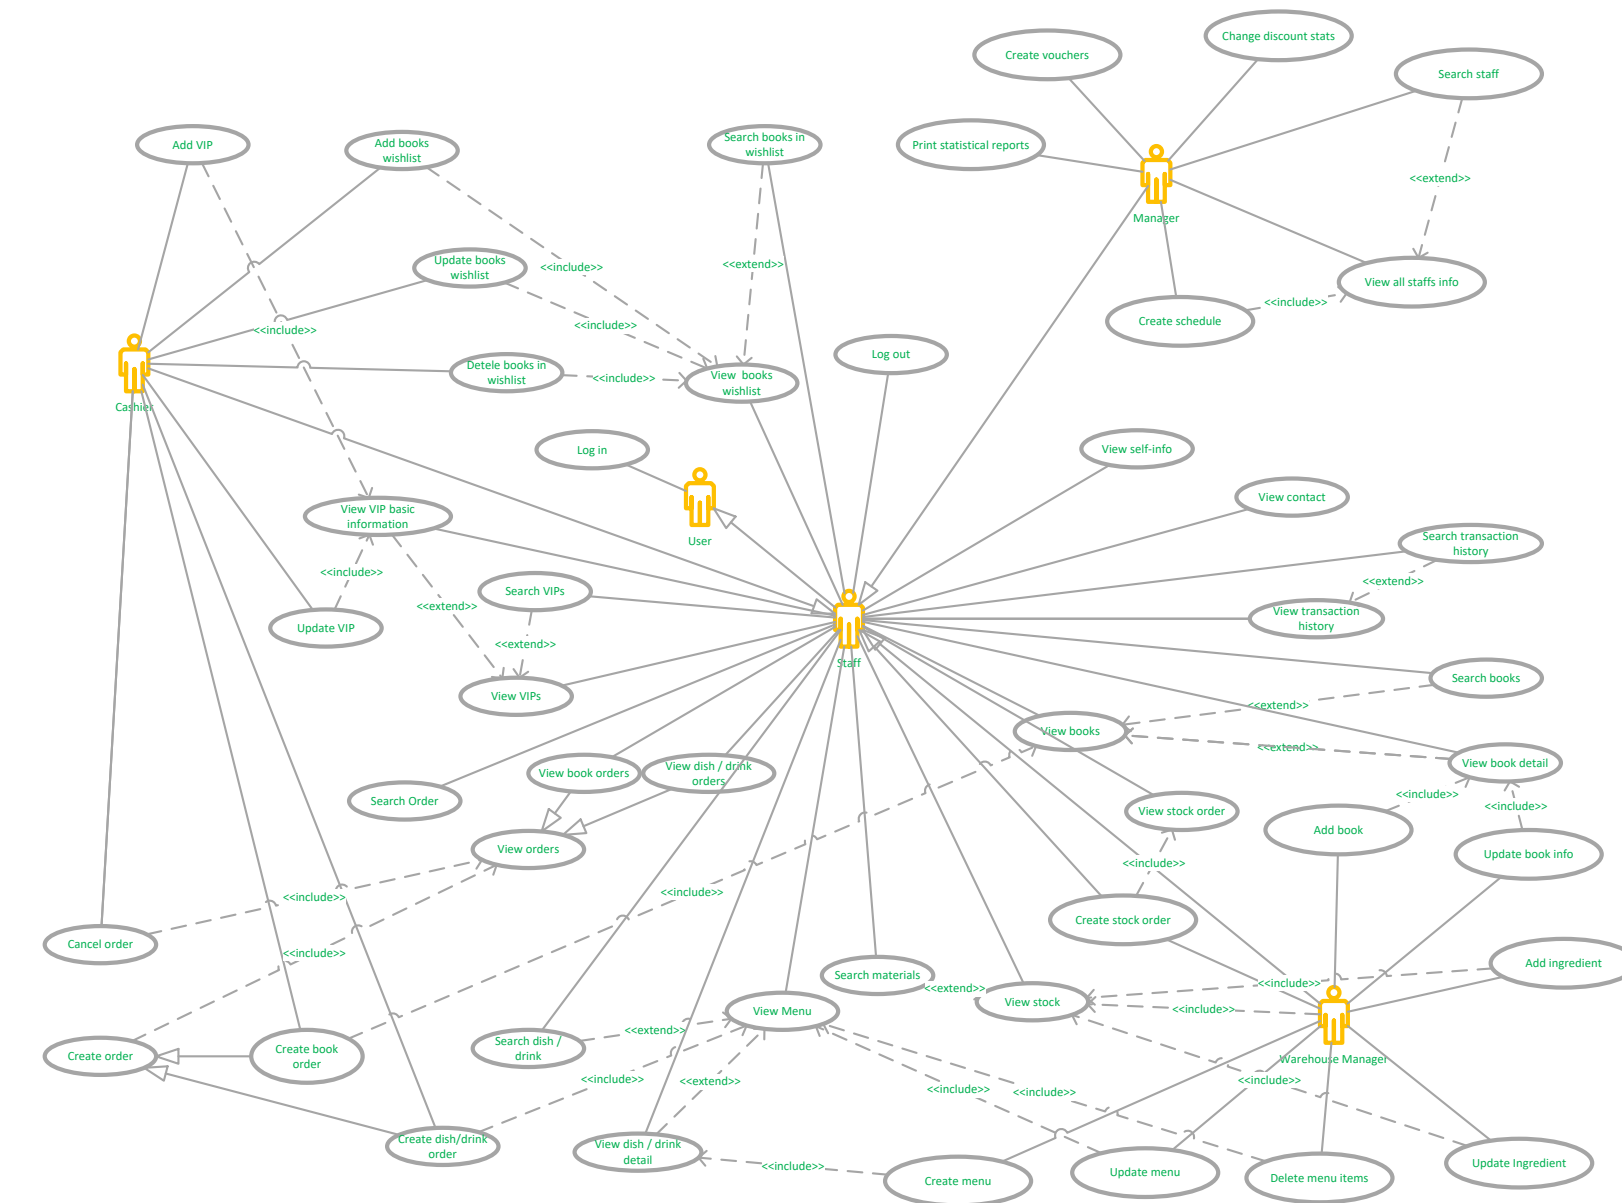 Change discount stats
Create vouchers
Search staff
Add VIP
Add books
wishlist
Search books in
wishlist
Print statistical reports
<<extend>>
Manager
Update books
wishlist
<<include>>
<<extend>>
View all staffs info
<<include>>
Create schedule
<<include>>
<<include>>
Log out
Detele books in
wishlist
<<include>>
View  books
wishlist
Cashier
Log in
View self-info
View contact
View VIP basic
information
User
Search transaction
history
<<include>>
<<extend>>
Search VIPs
<<extend>>
View transaction
history
Update VIP
<<extend>>
Staff
Search books
View VIPs
<<extend>>
View books
<<extend>>
View book detail
View book orders
View dish / drink
orders
Search Order
<<include>>
<<include>>
View stock order
Add book
View orders
Update book info
<<include>>
<<include>>
<<include>>
Create stock order
Cancel order
<<include>>
Add ingredient
Search materials
<<extend>>
<<include>>
View stock
<<include>>
View Menu
<<extend>>
Search dish /
drink
Create order
Create book
order
Warehouse Manager
<<include>>
<<extend>>
<<include>>
<<include>>
<<include>>
Create dish/drink
order
View dish / drink
detail
<<include>>
Update menu
Update Ingredient
Create menu
Delete menu items